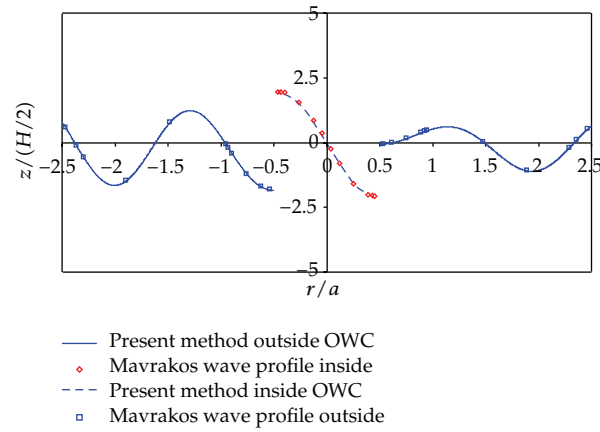 5
2.5
0
−2.5
−5
z/(H/2)
−2.5 −2 −1.5 −1 −0.5 0 0.5 1 1.5 2 2.5
r/a
Present method outside OWC
Mavrakos wave profile inside
Present method inside OWC
Mavrakos wave profile outside